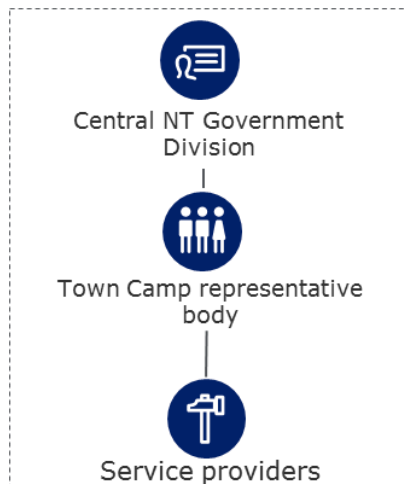 Central NT Government
Division
Town Camp representative
body
Service providers